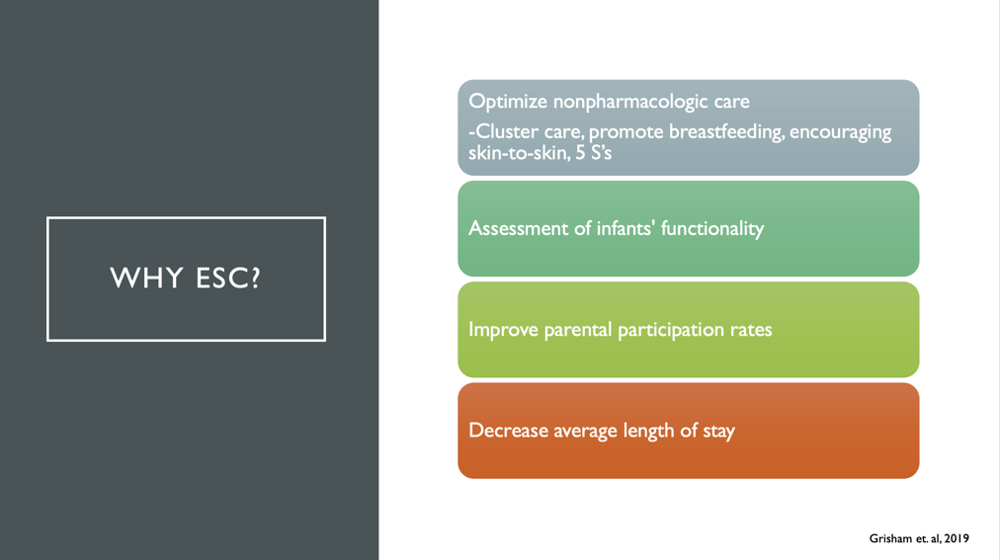 WHY ESC?
Optimize nonpharmacologic care
-Cluster care, promote breastfeeding, encouraging
skin-to-skin, 5 S’s
Assessment of infants' functionality
Improve parental participation rates
Decrease average length of stay
Grisham et. al, 2019